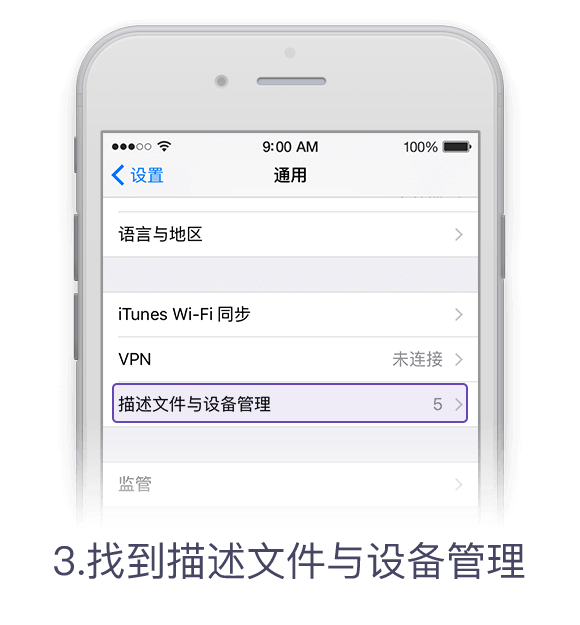 9:00 AM 100%
设置 通用
语言与地区
iTunes Wi-Fi 同步
VPN 未连接
描述文件与设备管理 5
监管
3.找到描述文件与设备管理